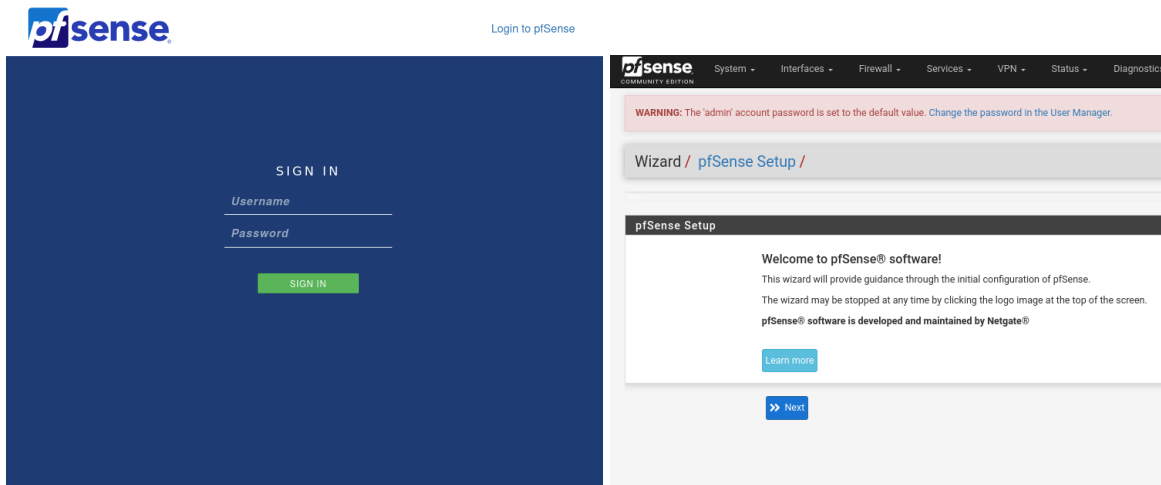 pfsense
Login to pfSense
SIGN IN
Username
Password
SIGN IN
pfsense
COMMUNITY EDITION
System Interfaces Firewall Services VPN Status Diagnostics
WARNING: The 'admin' account password is set to the default value. Change the password in the User Manager.
Wizard / pfSense Setup /
pfSense Setup
Welcome to pfSense® software!
This wizard will provide guidance through the initial configuration of pfSense.
The wizard may be stopped at any time by clicking the logo image at the top of the screen.
pfSense® software is developed and maintained by Netgate®
Learn more
Next